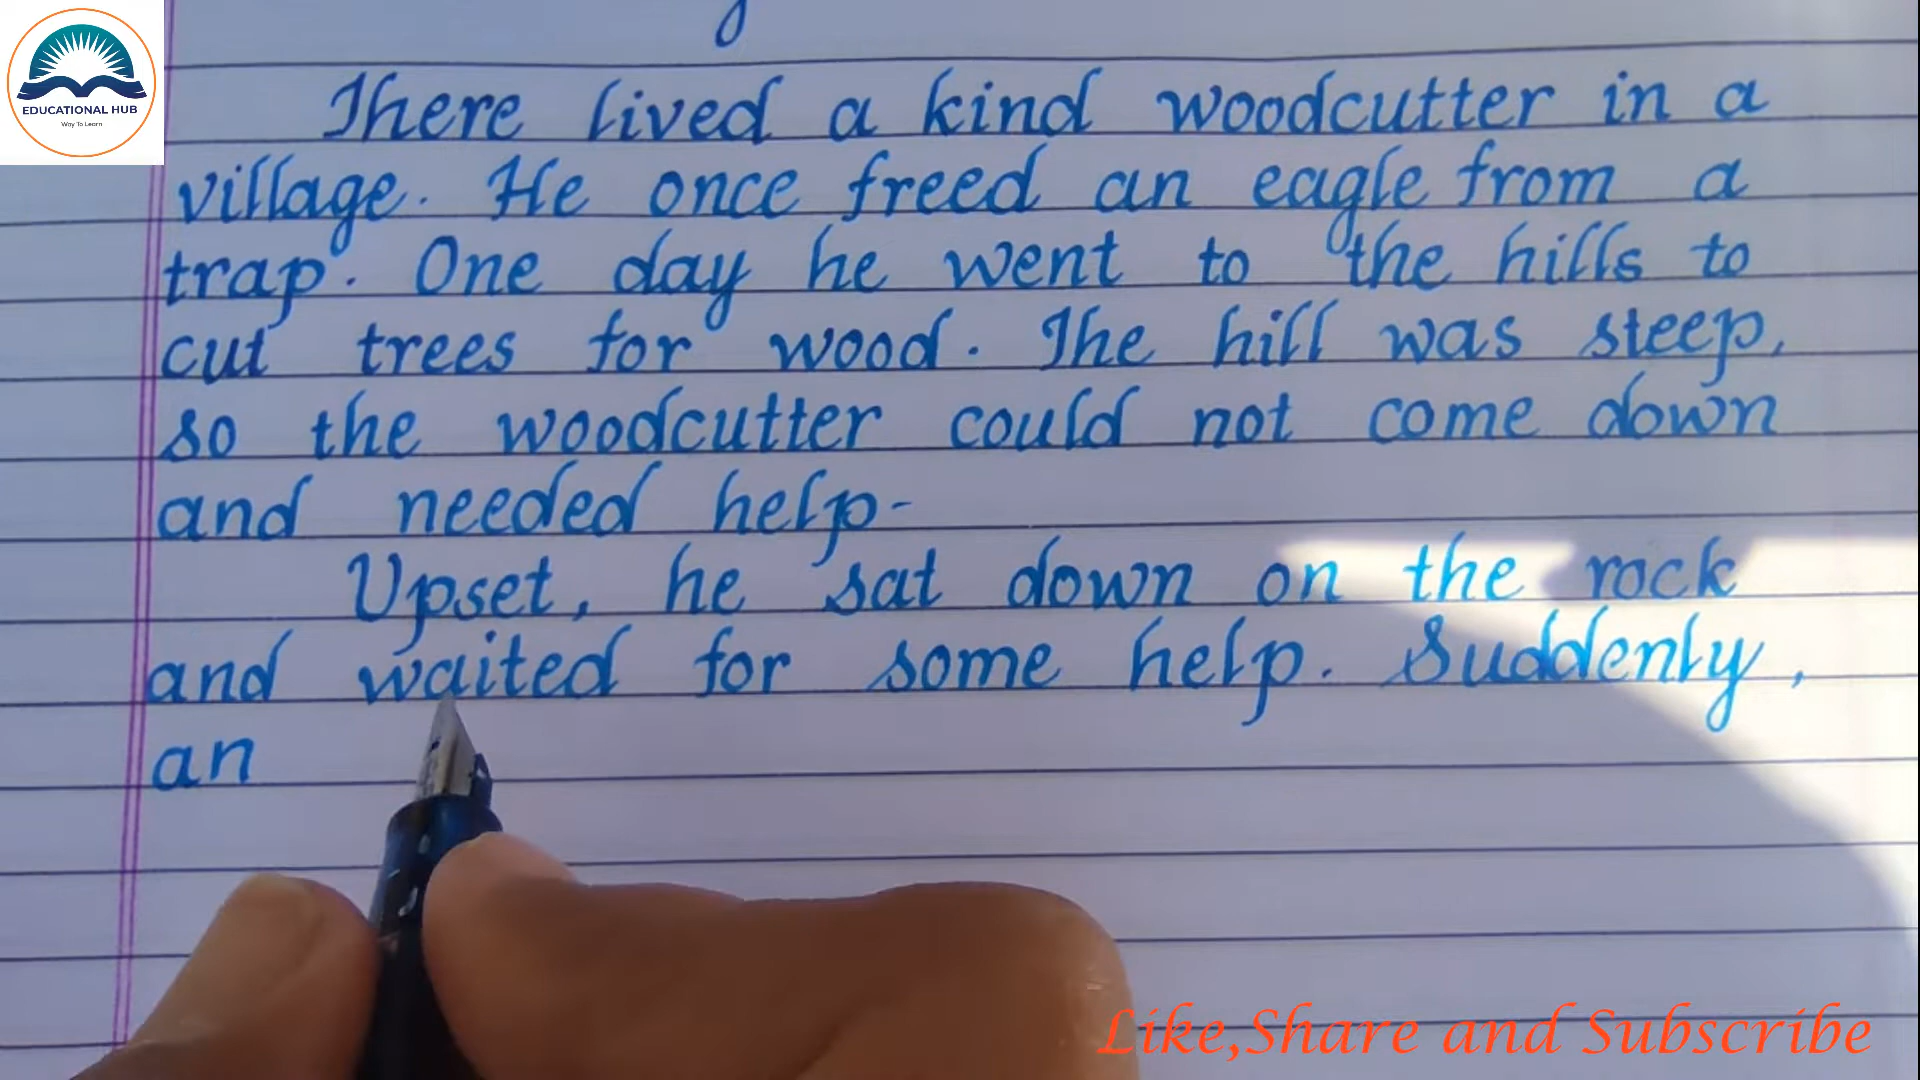 EDUCATIONAL HUB
Way To Learn
There lived a kind woodcutter in a
village. He once freed an eagle from a
trap. One day he went to the hills to
cut trees for wood. The hill was steep,
so the woodcutter could not come down
and needed help-
Upset, he sat down on the rock
and waited for some help. Suddenly,
an
Like,Share and Subscribe